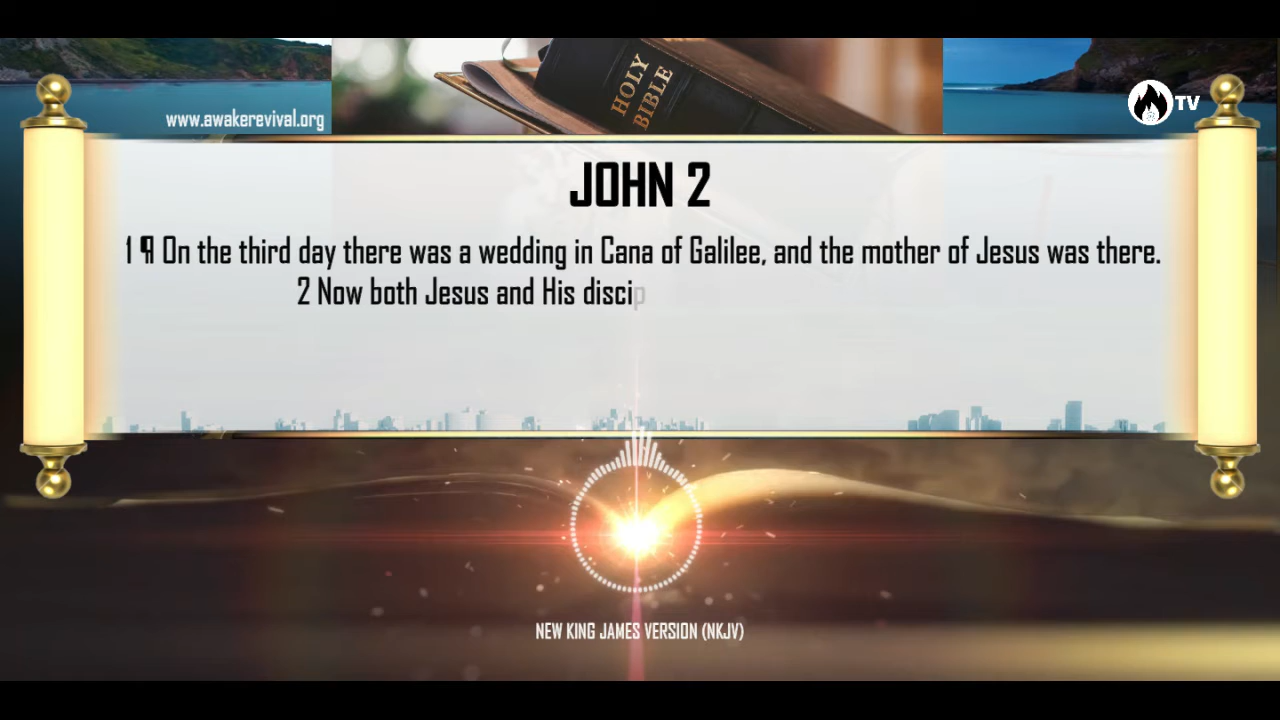 HOLY
BIBLE
www.awakerevival.org
TV
JOHN 2
1 ¶ On the third day there was a wedding in Cana of Galilee, and the mother of Jesus was there.
2 Now both Jesus and His discip
NEW KING JAMES VERSION (NKJV)